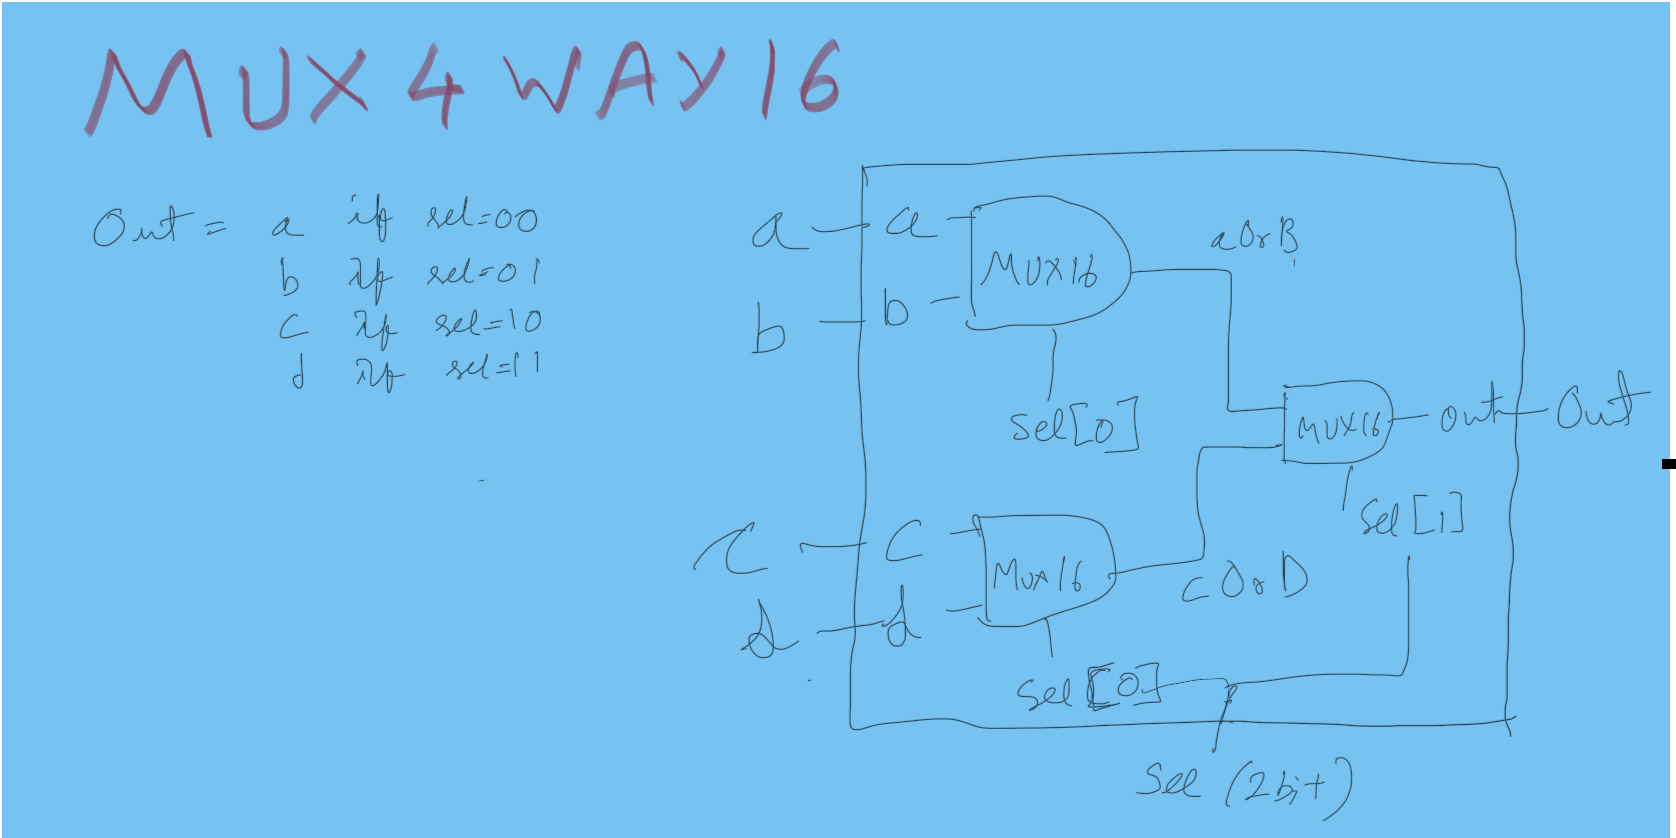 MUX4WAY16
Out = a if sel=00
b if sel=01
c if sel=10
d if sel=11
a a
MUX16
aOrB
b b
sel[0]
MUX16 out Out
sel[1]
c c
Mux16
cOrD
d d
sel[0]
sel (2bit)